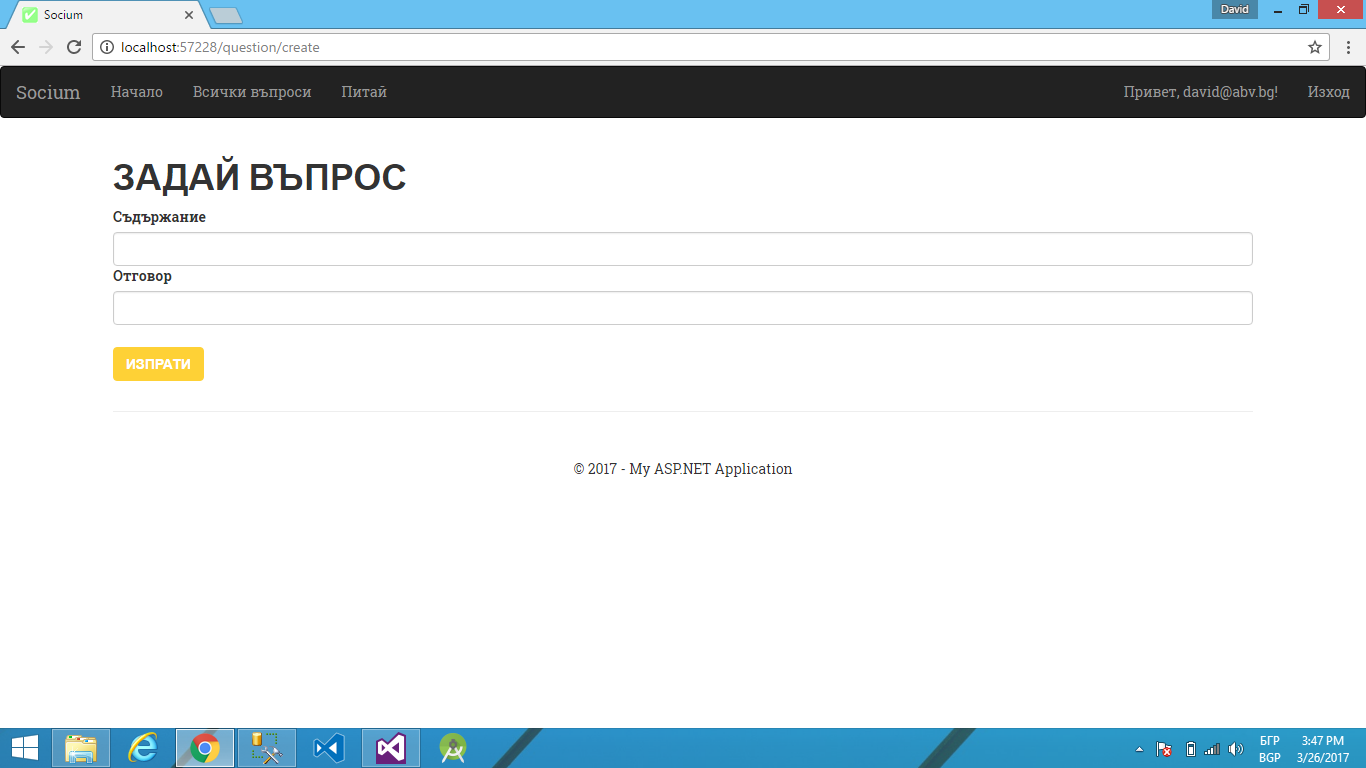 Socium
David
localhost:57228/question/create
Socium Начало Всички въпроси Питай Привет, david@abv.bg! Изход
ЗАДАЙ ВЪПРОС
Съдържание
Отговор
ИЗПРАТИ
© 2017 - My ASP.NET Application
БГР 3:47 PM
BGP 3/26/2017